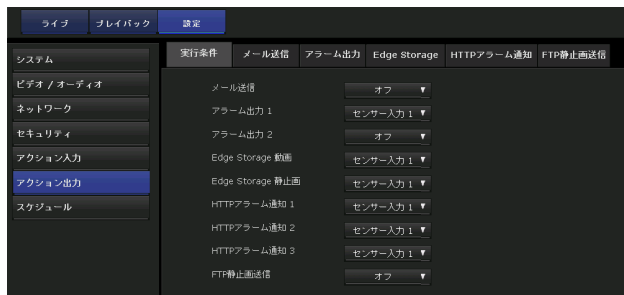 ライブ プレイバック 設定
システム
ビデオ / オーディオ
ネットワーク
セキュリティ
アクション入力
アクション出力
スケジュール
実行条件 メール送信 アラーム出力 Edge Storage HTTPアラーム通知 FTP静止画送信
メール送信 オフ ▼
アラーム出力 1 センサー入力 1 ▼
アラーム出力 2 オフ ▼
Edge Storage 動画 センサー入力 1 ▼
Edge Storage 静止画 センサー入力 1 ▼
HTTPアラーム通知 1 センサー入力 1 ▼
HTTPアラーム通知 2 センサー入力 1 ▼
HTTPアラーム通知 3 センサー入力 1 ▼
FTP静止画送信 オフ ▼